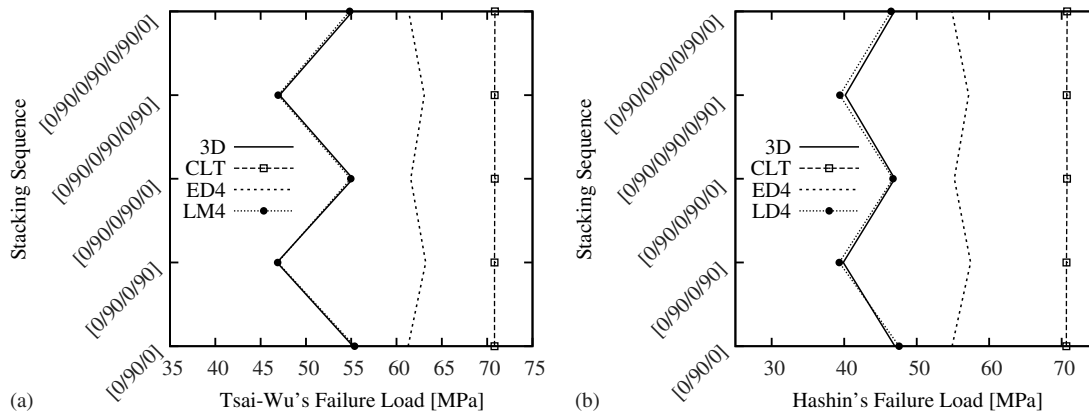 Stacking Sequence
[0/90/0/90/0/90/0]
[0/90/0/90/0/90]
[0/90/0/90/0]
[0/90/0/90]
[0/90/0]
3D
CLT
ED4
LM4
35 40 45 50 55 60 65 70 75
(a) Tsai-Wu's Failure Load [MPa]
Stacking Sequence
[0/90/0/90/0/90/0]
[0/90/0/90/0/90]
[0/90/0/90/0]
[0/90/0/90]
[0/90/0]
3D
CLT
ED4
LD4
30 40 50 60 70
(b) Hashin's Failure Load [MPa]